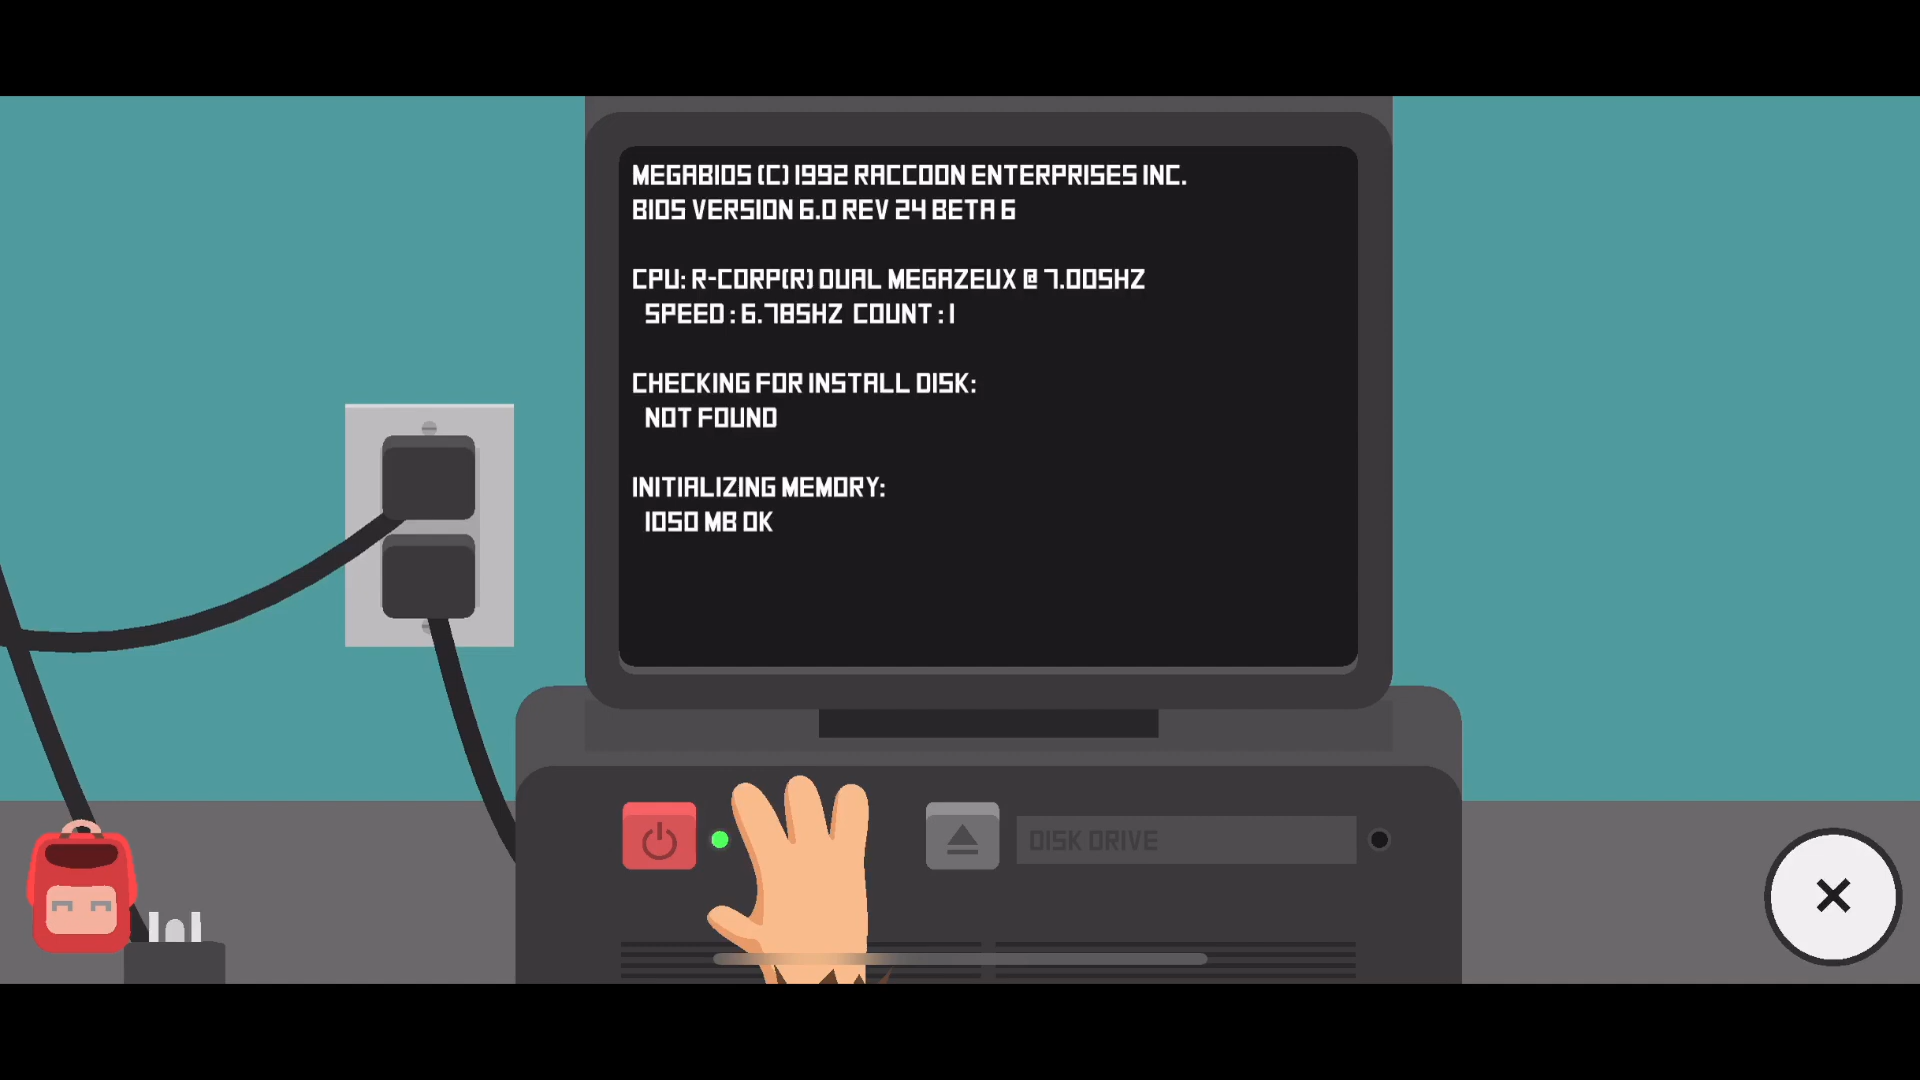 MEGABIOS (C) 1992 RACCOON ENTERPRISES INC.
BIOS VERSION 6.0 REV 24 BETA 6
CPU: R-CORP(R) DUAL MEGAZEUX @ 7.00SHZ
SPEED : 6.78SHZ COUNT : 1
CHECKING FOR INSTALL DISK:
NOT FOUND
INITIALIZING MEMORY:
1050 MB OK
DISK DRIVE